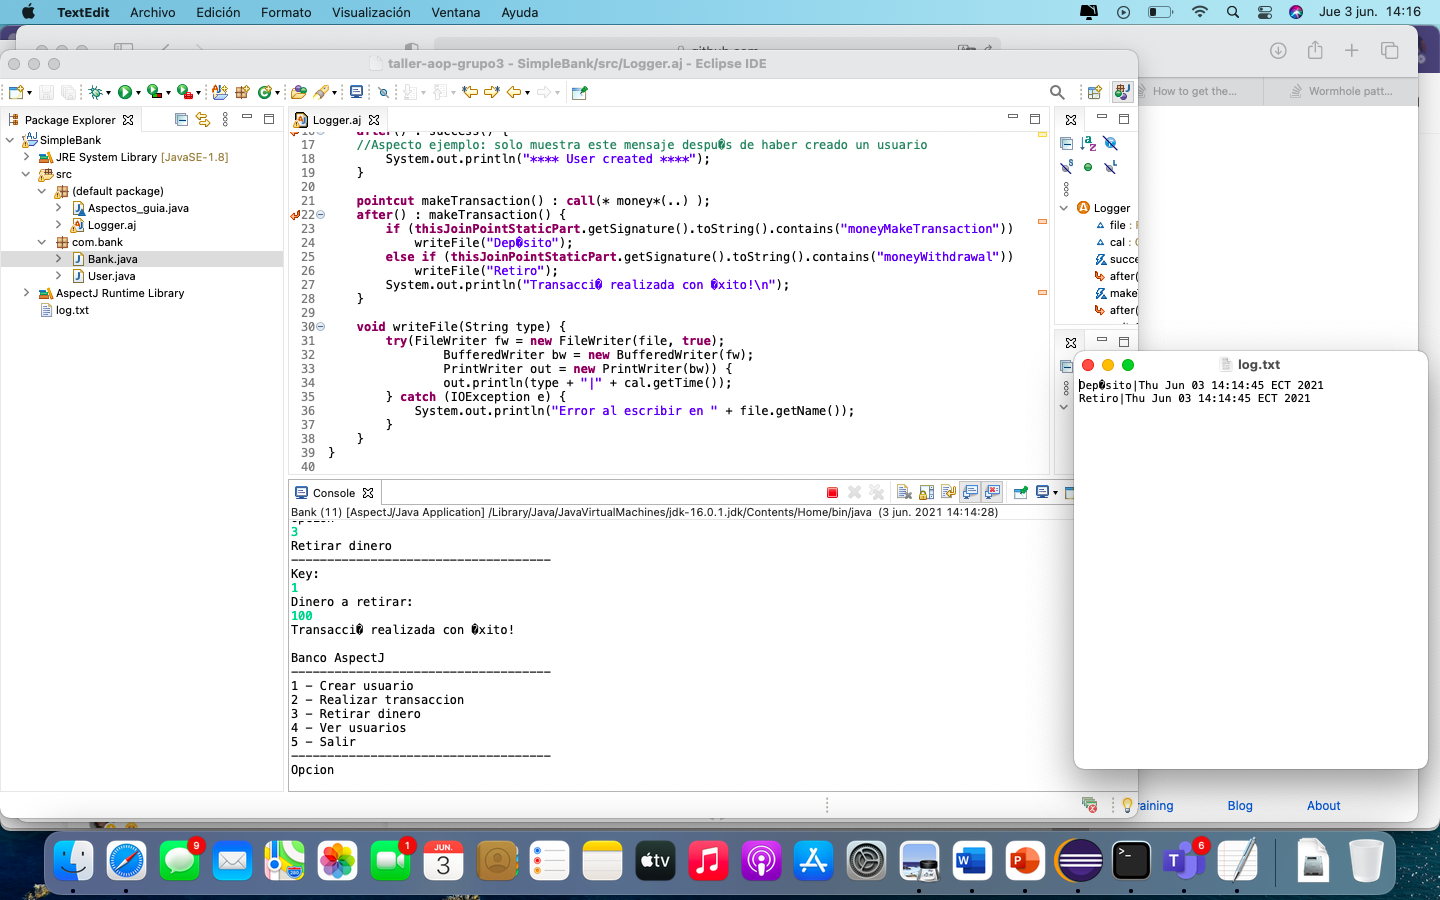 TextEdit Archivo Edición Formato Visualización Ventana Ayuda Jue 3 jun. 14:16
taller-aop-grupo3 - SimpleBank/src/Logger.aj - Eclipse IDE
How to get the...
Wormhole patt...
Package Explorer
SimpleBank
JRE System Library [JavaSE-1.8]
src
(default package)
Aspectos_guia.java
Logger.aj
com.bank
Bank.java
User.java
AspectJ Runtime Library
log.txt
Logger.aj
after() : success() {
17 //Aspecto ejemplo: solo muestra este mensaje despu�s de haber creado un usuario
18 System.out.println("**** User created ****");
19 }
20
21 pointcut makeTransaction() : call(* money*(..) );
22 after() : makeTransaction() {
23 if (thisJoinPointStaticPart.getSignature().toString().contains("moneyMakeTransaction"))
24 writeFile("Dep�sito");
25 else if (thisJoinPointStaticPart.getSignature().toString().contains("moneyWithdrawal"))
26 writeFile("Retiro");
27 System.out.println("Transacci� realizada con �xito!\n");
28 }
29
30 void writeFile(String type) {
31 try(FileWriter fw = new FileWriter(file, true);
32 BufferedWriter bw = new BufferedWriter(fw);
33 PrintWriter out = new PrintWriter(bw)) {
34 out.println(type + "|" + cal.getTime());
35 } catch (IOException e) {
36 System.out.println("Error al escribir en " + file.getName());
37 }
38 }
39 }
40
Logger
file :
cal :
succe
after(
make
after(
Console
Bank (11) [AspectJ/Java Application] /Library/Java/JavaVirtualMachines/jdk-16.0.1.jdk/Contents/Home/bin/java (3 jun. 2021 14:14:28)
3
Retirar dinero
------------------------------------
Key:
1
Dinero a retirar:
100
Transacci� realizada con �xito!
Banco AspectJ
------------------------------------
1 - Crear usuario
2 - Realizar transaccion
3 - Retirar dinero
4 - Ver usuarios
5 - Salir
------------------------------------
Opcion
log.txt
Dep�sito|Thu Jun 03 14:14:45 ECT 2021
Retiro|Thu Jun 03 14:14:45 ECT 2021
raining Blog About
9
1
JUN.
3
tv
6